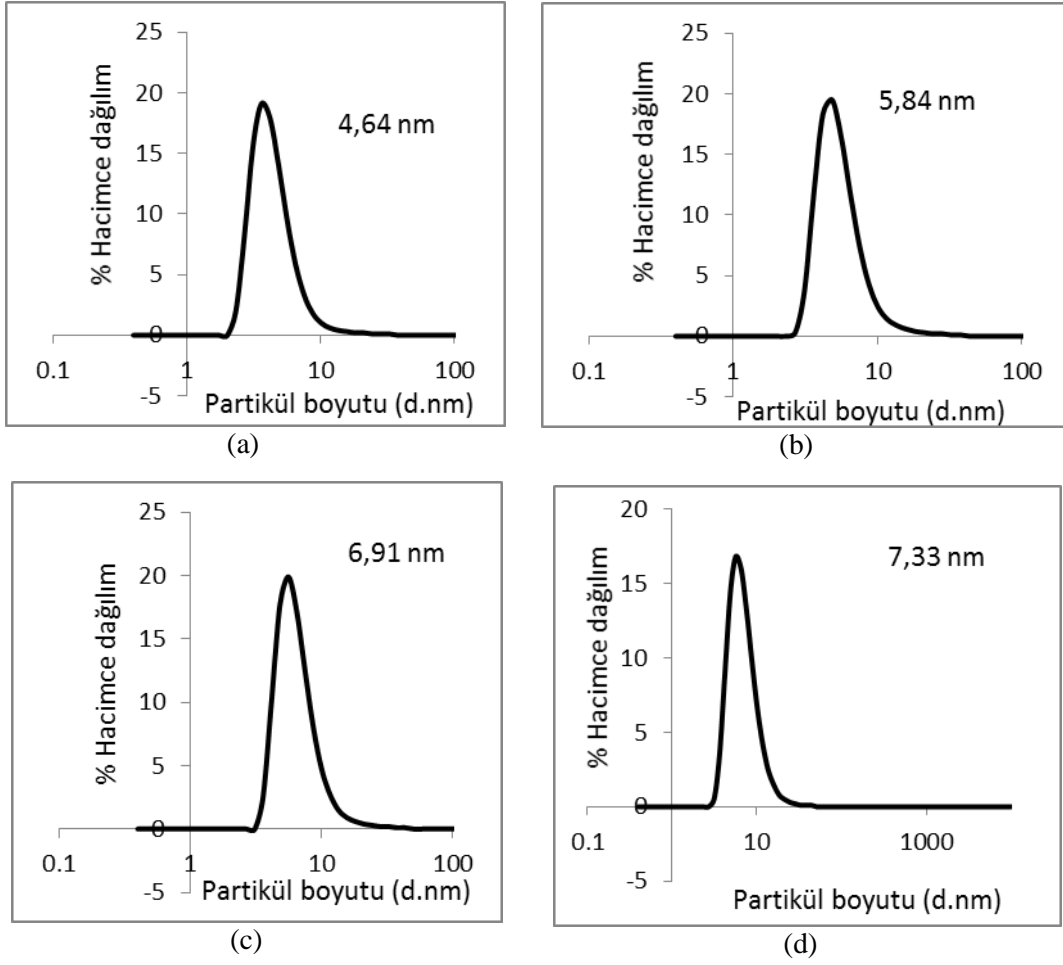 % Hacimce dağılım
25
20
15
10
5
0
-5
0.1 1 10 100
Partikül boyutu (d.nm)
4,64 nm
(a)
% Hacimce dağılım
25
20
15
10
5
0
-5
0.1 1 10 100
Partikül boyutu (d.nm)
5,84 nm
(b)
% Hacimce dağılım
25
20
15
10
5
0
-5
0.1 1 10 100
Partikül boyutu (d.nm)
6,91 nm
(c)
% Hacimce dağılım
20
15
10
5
0
-5
0.1 10 1000
Partikül boyutu (d.nm)
7,33 nm
(d)